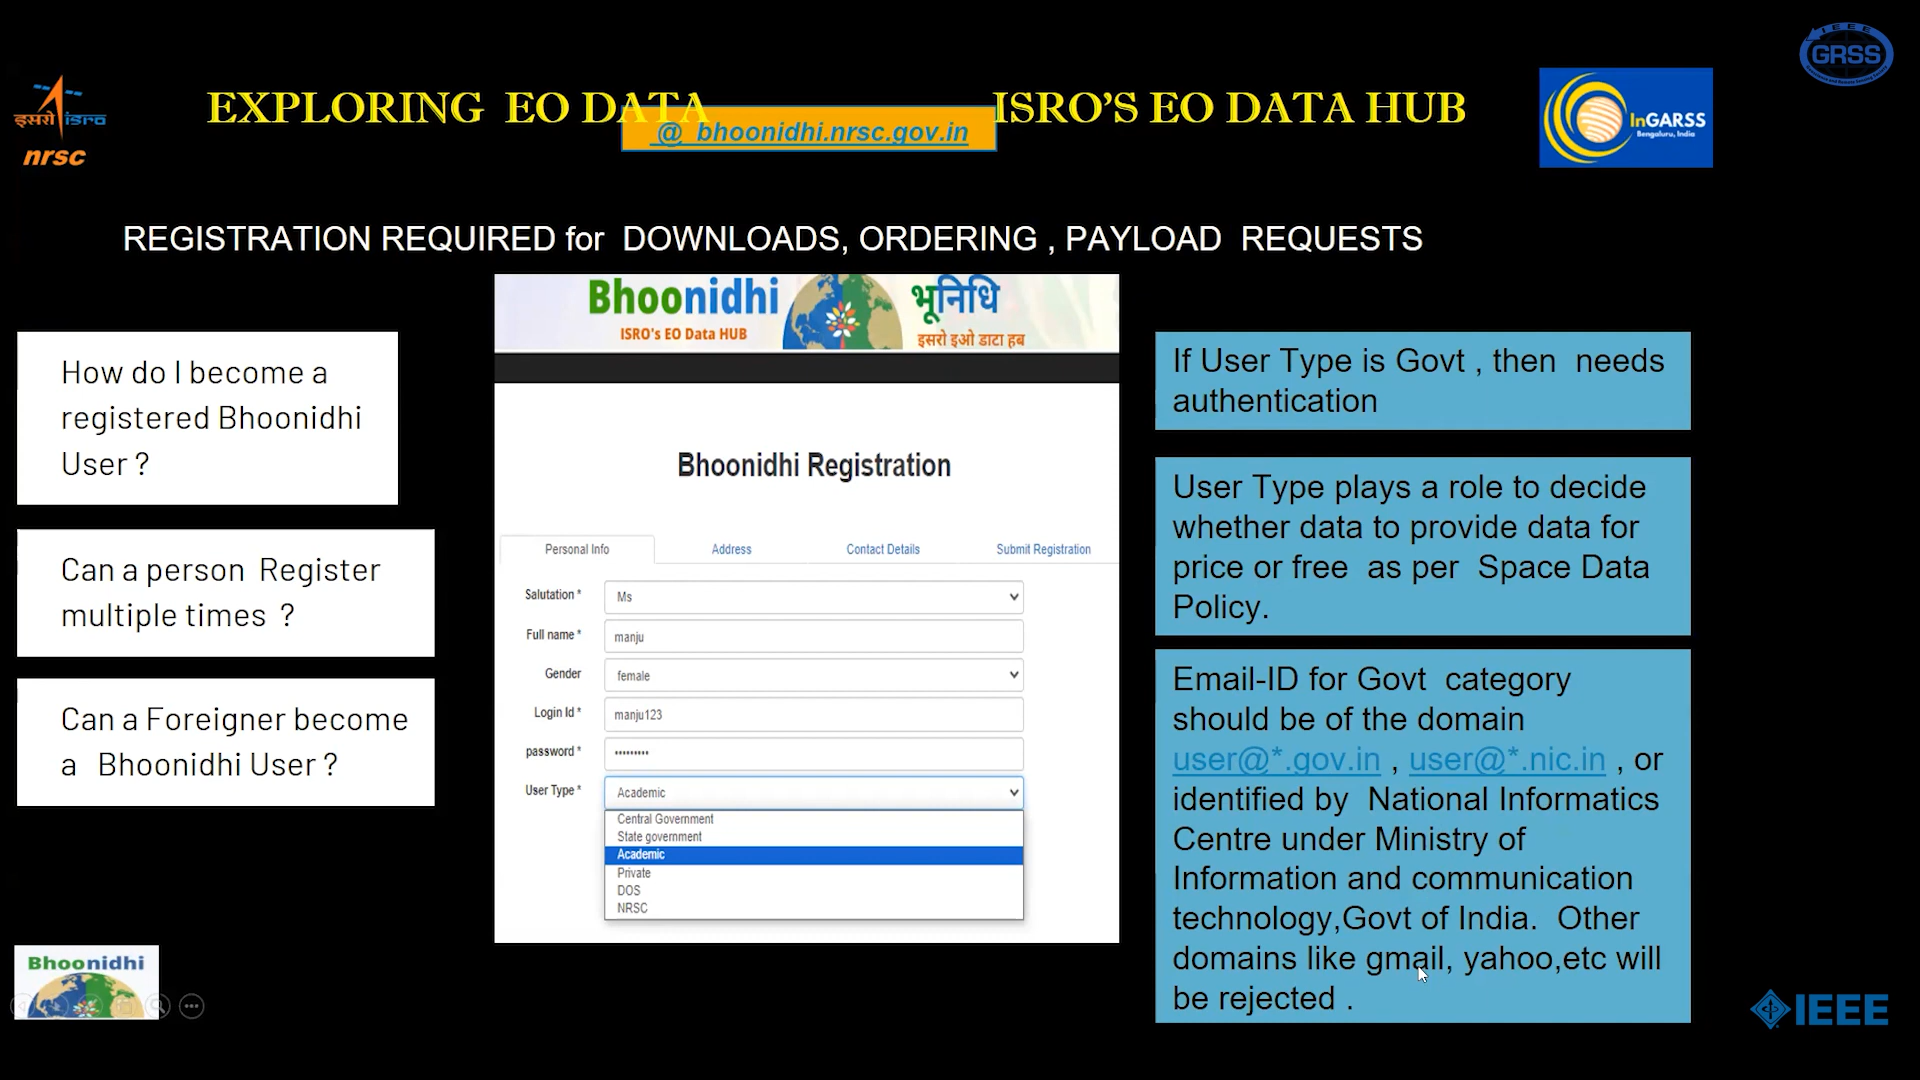 IEEE
GRSS
इसरो isro
nrsc
EXPLORING EO DATA
@ bhoonidhi.nrsc.gov.in
ISRO'S EO DATA HUB
InGARSS
Bengaluru, India
REGISTRATION REQUIRED for DOWNLOADS, ORDERING , PAYLOAD REQUESTS
How do I become a
registered Bhoonidhi
User ?
Can a person Register
multiple times ?
Can a Foreigner become
a Bhoonidhi User ?
Bhoonidhi
ISRO's EO Data HUB
भूनिधि
इसरो इओ डाटा हब
Bhoonidhi Registration
Personal Info Address Contact Details Submit Registration
Salutation * Ms
Full name * manju
Gender female
Login Id * manju123
password * •••••••••
User Type * Academic
Central Government
State government
Academic
Private
DOS
NRSC
If User Type is Govt , then needs
authentication
User Type plays a role to decide
whether data to provide data for
price or free as per Space Data
Policy.
Email-ID for Govt category
should be of the domain
user@*.gov.in , user@*.nic.in , or
identified by National Informatics
Centre under Ministry of
Information and communication
technology,Govt of India. Other
domains like gmail, yahoo,etc will
be rejected .
Bhoonidhi
IEEE